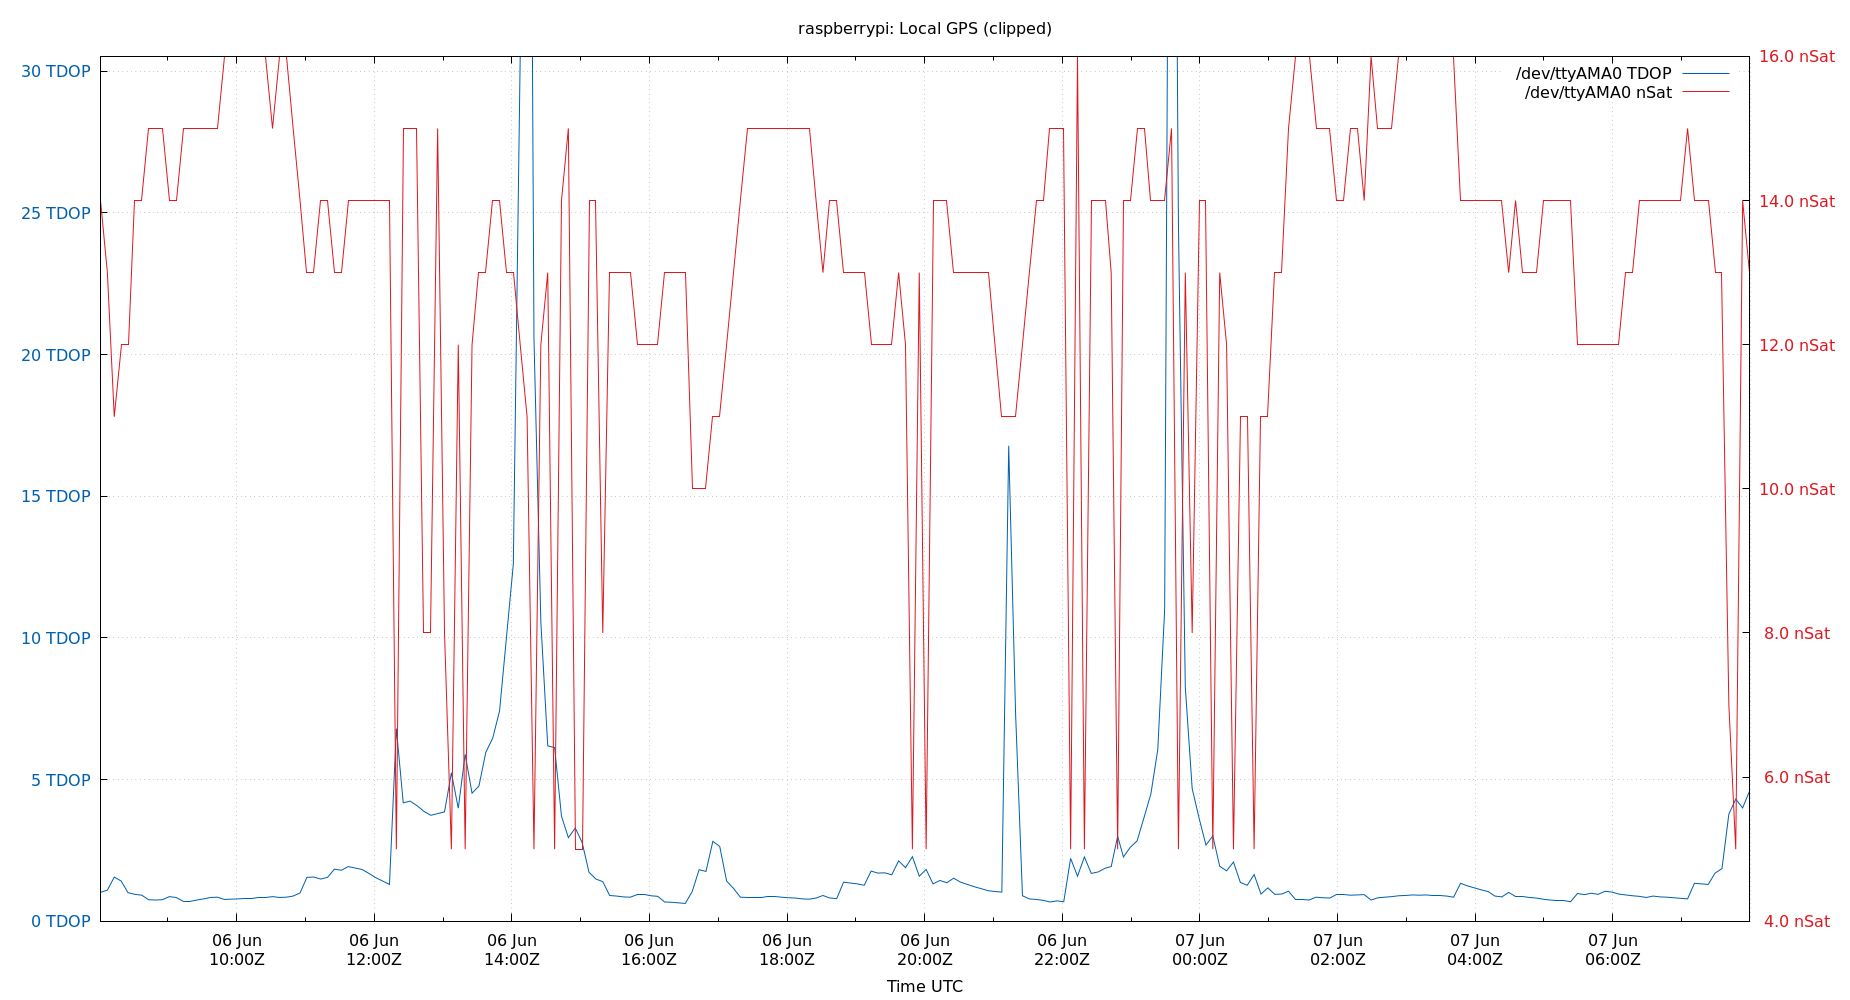 raspberrypi: Local GPS (clipped)
/dev/ttyAMA0 TDOP
/dev/ttyAMA0 nSat
30 TDOP
25 TDOP
20 TDOP
15 TDOP
10 TDOP
5 TDOP
0 TDOP
16.0 nSat
14.0 nSat
12.0 nSat
10.0 nSat
8.0 nSat
6.0 nSat
4.0 nSat
06 Jun 06 Jun 06 Jun 06 Jun 06 Jun 06 Jun 06 Jun 07 Jun 07 Jun 07 Jun 07 Jun
10:00Z 12:00Z 14:00Z 16:00Z 18:00Z 20:00Z 22:00Z 00:00Z 02:00Z 04:00Z 06:00Z
Time UTC